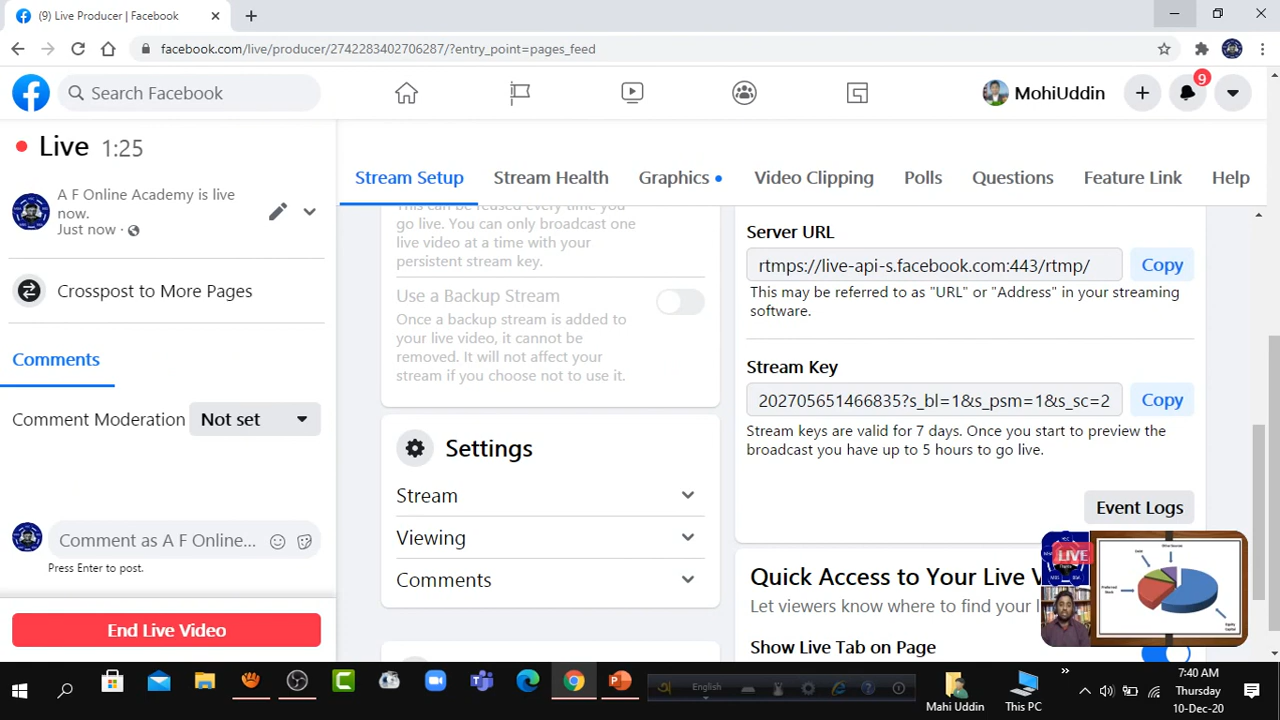 (9) Live Producer | Facebook
facebook.com/live/producer/2742283402706287/?entry_point=pages_feed
Search Facebook
MohiUddin
9
Live 1:25
A F Online Academy is live
now.
Just now
Crosspost to More Pages
Comments
Comment Moderation Not set
Comment as A F Online...
Press Enter to post.
End Live Video
Stream Setup Stream Health Graphics Video Clipping Polls Questions Feature Link Help
This can be reused every time you
go live. You can only broadcast one
live video at a time with your
persistent stream key.
Use a Backup Stream
Once a backup stream is added to
your live video, it cannot be
removed. It will not affect your
stream if you choose not to use it.
Settings
Stream
Viewing
Comments
Server URL
rtmps://live-api-s.facebook.com:443/rtmp/ Copy
This may be referred to as "URL" or "Address" in your streaming
software.
Stream Key
202705651466835?s_bl=1&s_psm=1&s_sc=2 Copy
Stream keys are valid for 7 days. Once you start to preview the
broadcast you have up to 5 hours to go live.
Event Logs
Quick Access to Your Live V
Let viewers know where to find your l
Show Live Tab on Page
LIVE
English
Mahi Uddin
This PC
7:40 AM
Thursday
10-Dec-20